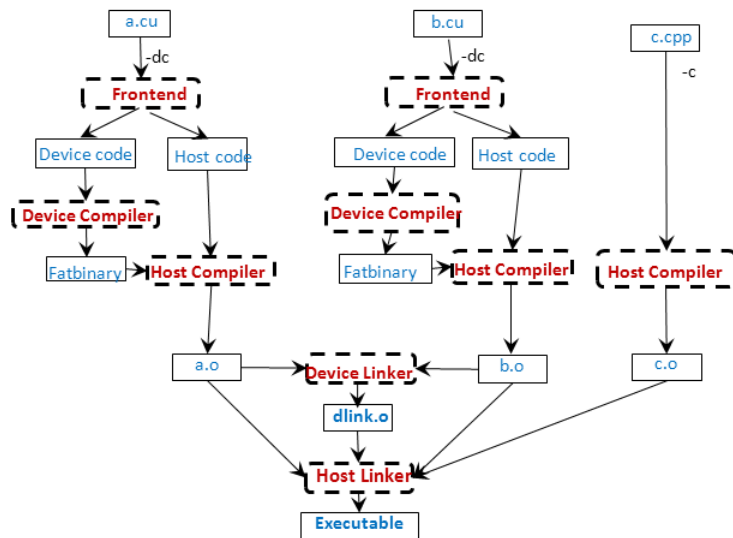 a.cu
b.cu
c.cpp
-dc
-dc
-c
Frontend
Frontend
Device code
Host code
Device code
Host code
Device Compiler
Device Compiler
Fatbinary
Host Compiler
Fatbinary
Host Compiler
Host Compiler
a.o
Device Linker
b.o
c.o
dlink.o
Host Linker
Executable